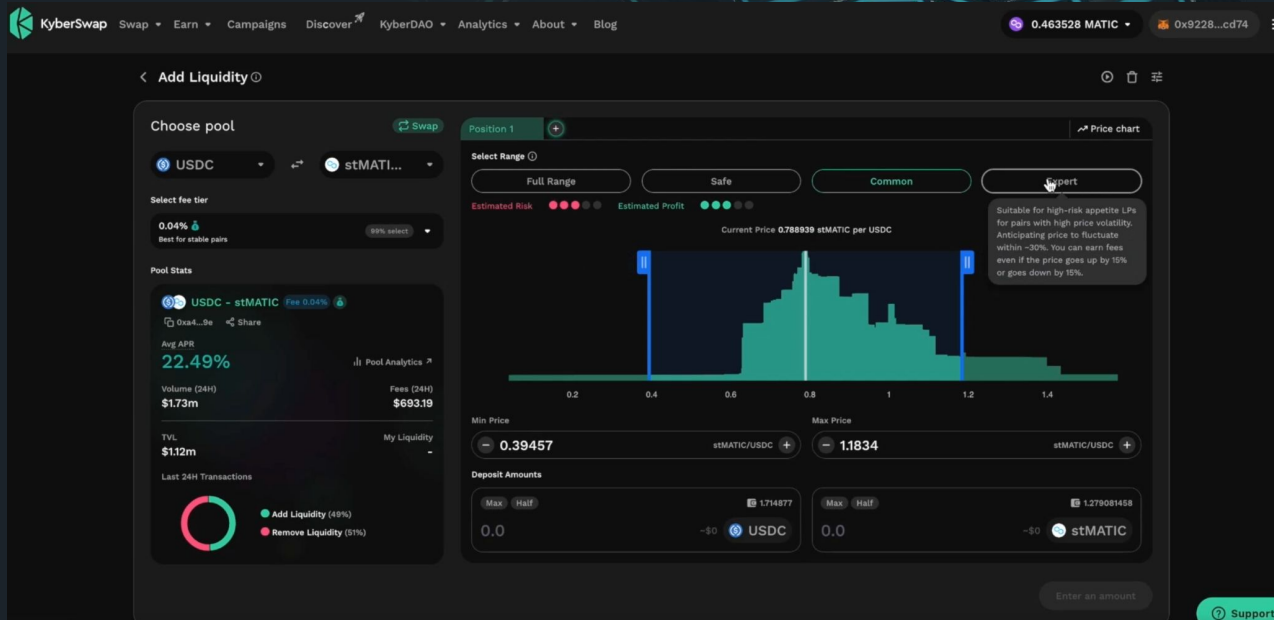 KyberSwap Swap Earn Campaigns Discover KyberDAO Analytics About Blog 0.463528 MATIC 0x9228...cd74
Add Liquidity
Choose pool Swap
USDC stMATI...
Select fee tier
0.04%
Best for stable pairs
89% select
Pool Stats
USDC - stMATIC Fee 0.04%
0xa4...9e Share
Avg APR
22.49% Pool Analytics
Volume (24H) Fees (24H)
$1.73m $693.19
TVL My Liquidity
$1.12m -
Last 24H Transactions
Add Liquidity (49%)
Remove Liquidity (51%)
Position 1 + Price chart
Select Range
Full Range Safe Common Expert
Estimated Risk Estimated Profit
Suitable for high-risk appetite LPs
for pairs with high price volatility.
Anticipating price to fluctuate
within ~30%. You can earn fees
even if the price goes up by 15%
or goes down by 15%.
Current Price 0.788939 stMATIC per USDC
0.2 0.4 0.6 0.8 1 1.2 1.4
Min Price Max Price
− 0.39457 stMATIC/USDC + − 1.1834 stMATIC/USDC +
Deposit Amounts
Max Half 1.714877 Max Half 1.279081458
0.0 ~$0 USDC 0.0 ~$0 stMATIC
Enter an amount
Support